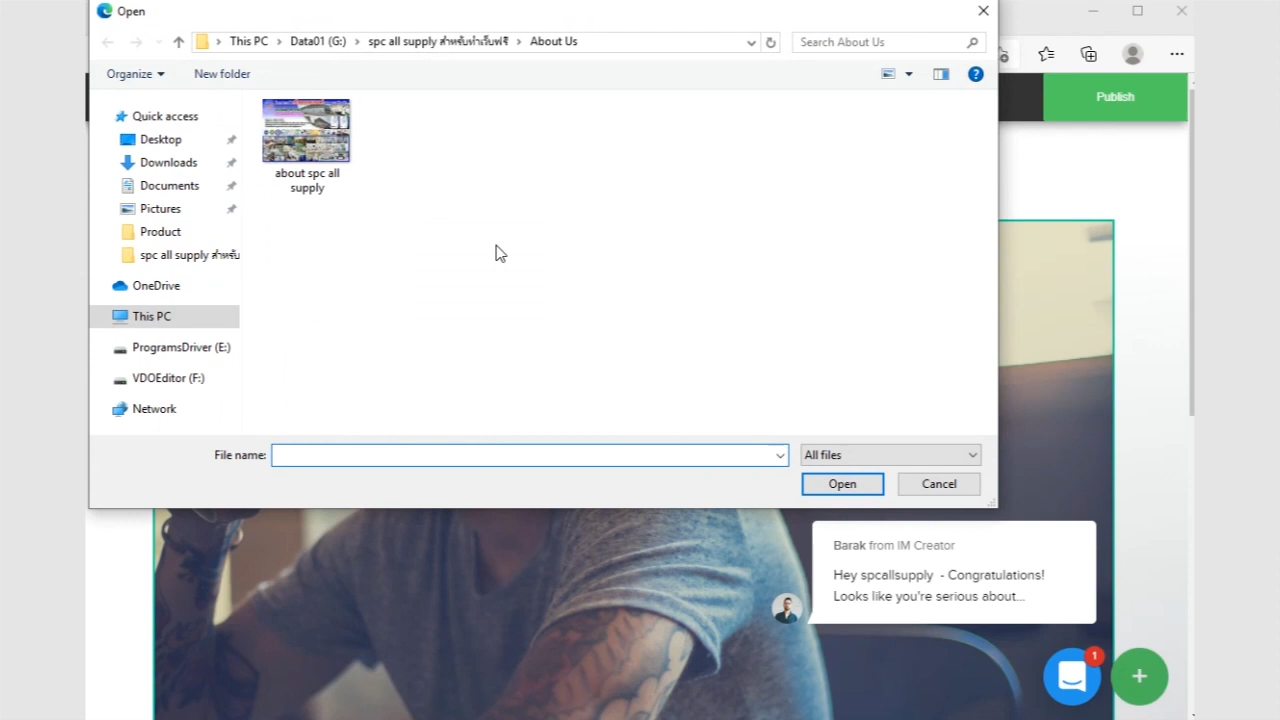 Open
This PC
Data01 (G:)
spc all supply สำหรับทำเว็บฟรี
About Us
Search About Us
Organize
New folder
Publish
Quick access
Desktop
Downloads
Documents
Pictures
Product
spc all supply สำหรับ
OneDrive
This PC
ProgramsDriver (E:)
VDOEditor (F:)
Network
about spc all
supply
File name:
All files
Open
Cancel
Barak from IM Creator
Hey spcallsupply - Congratulations!
Looks like you're serious about...
1